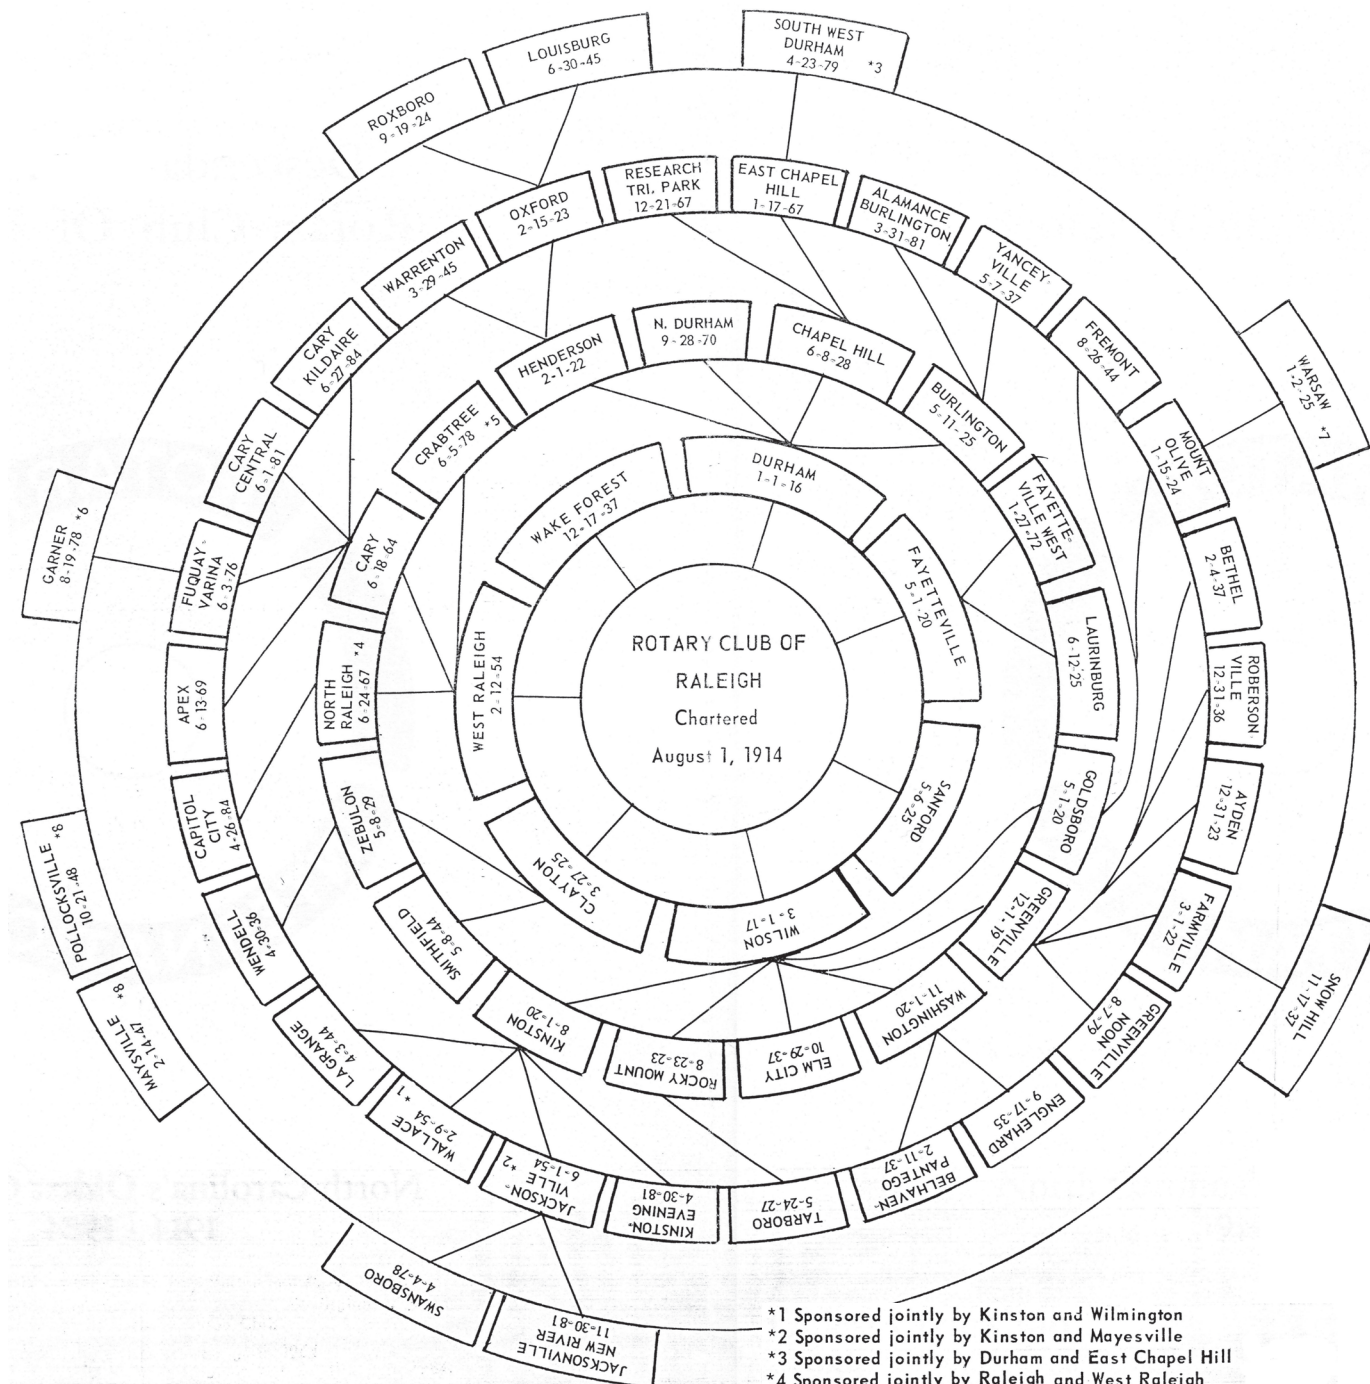 ROTARY CLUB OF
RALEIGH
Chartered
August 1, 1914
WAKE FOREST
12-17-37
DURHAM
1-1-16
FAYETTEVILLE
5-1-20
SANFORD
5-6-25
WILSON
3-1-17
CLAYTON
3-27-25
WEST RALEIGH
2-12-54
HENDERSON
2-1-22
N. DURHAM
9-28-70
CHAPEL HILL
6-8-28
BURLINGTON
5-11-25
FAYETTE-
VILLE WEST
1-27-72
LAURINBURG
6-12-25
GOLDSBORO
5-1-20
GREENVILLE
12-1-19
WASHINGTON
11-1-20
ELM CITY
10-29-37
ROCKY MOUNT
8-23-23
KINSTON
8-1-20
SMITHFIELD
5-8-44
ZEBULON
5-8-29
NORTH
RALEIGH *4
6-24-67
CARY
6-18-64
CRABTREE
6-5-78 *5
OXFORD
2-15-23
RESEARCH
TRI. PARK
12-21-67
EAST CHAPEL
HILL
1-17-67
ALAMANCE
BURLINGTON
3-31-81
YANCEY-
VILLE
5-7-37
FREMONT
8-26-44
MOUNT
OLIVE
1-15-24
BETHEL
2-4-37
ROBERSON-
VILLE
12-31-36
AYDEN
12-31-23
FARMVILLE
3-1-22
GREENVILLE
NOON
8-7-79
ENGLEHARD
9-17-35
BELHAVEN-
PANTEGO
2-11-37
TARBORO
5-24-27
KINSTON-
EVENING
4-30-81
JACKSON-
VILLE *2
6-1-54
WALLACE
2-9-54 *1
LA GRANGE
4-3-44
WENDELL
4-30-36
CAPITOL
CITY
4-26-84
APEX
6-13-69
FUQUAY-
VARINA
6-3-76
CARY
CENTRAL
6-1-81
CARY
KILDAIRE
6-27-84
WARRENTON
3-29-45
ROXBORO
9-19-24
LOUISBURG
6-30-45
SOUTH WEST
DURHAM
4-23-79 *3
WARSAW
1-2-25 *7
SNOW HILL
11-17-37
JACKSONVILLE
NEW RIVER
11-30-81
SWANSBORO
4-4-78
MAYSVILLE *8
2-14-47
POLLOCKSVILLE *8
10-21-48
GARNER *6
8-19-78
*1 Sponsored jointly by Kinston and Wilmington
*2 Sponsored jointly by Kinston and Mayesville
*3 Sponsored jointly by Durham and East Chapel Hill
*4 Sponsored jointly by Raleigh and West Raleigh